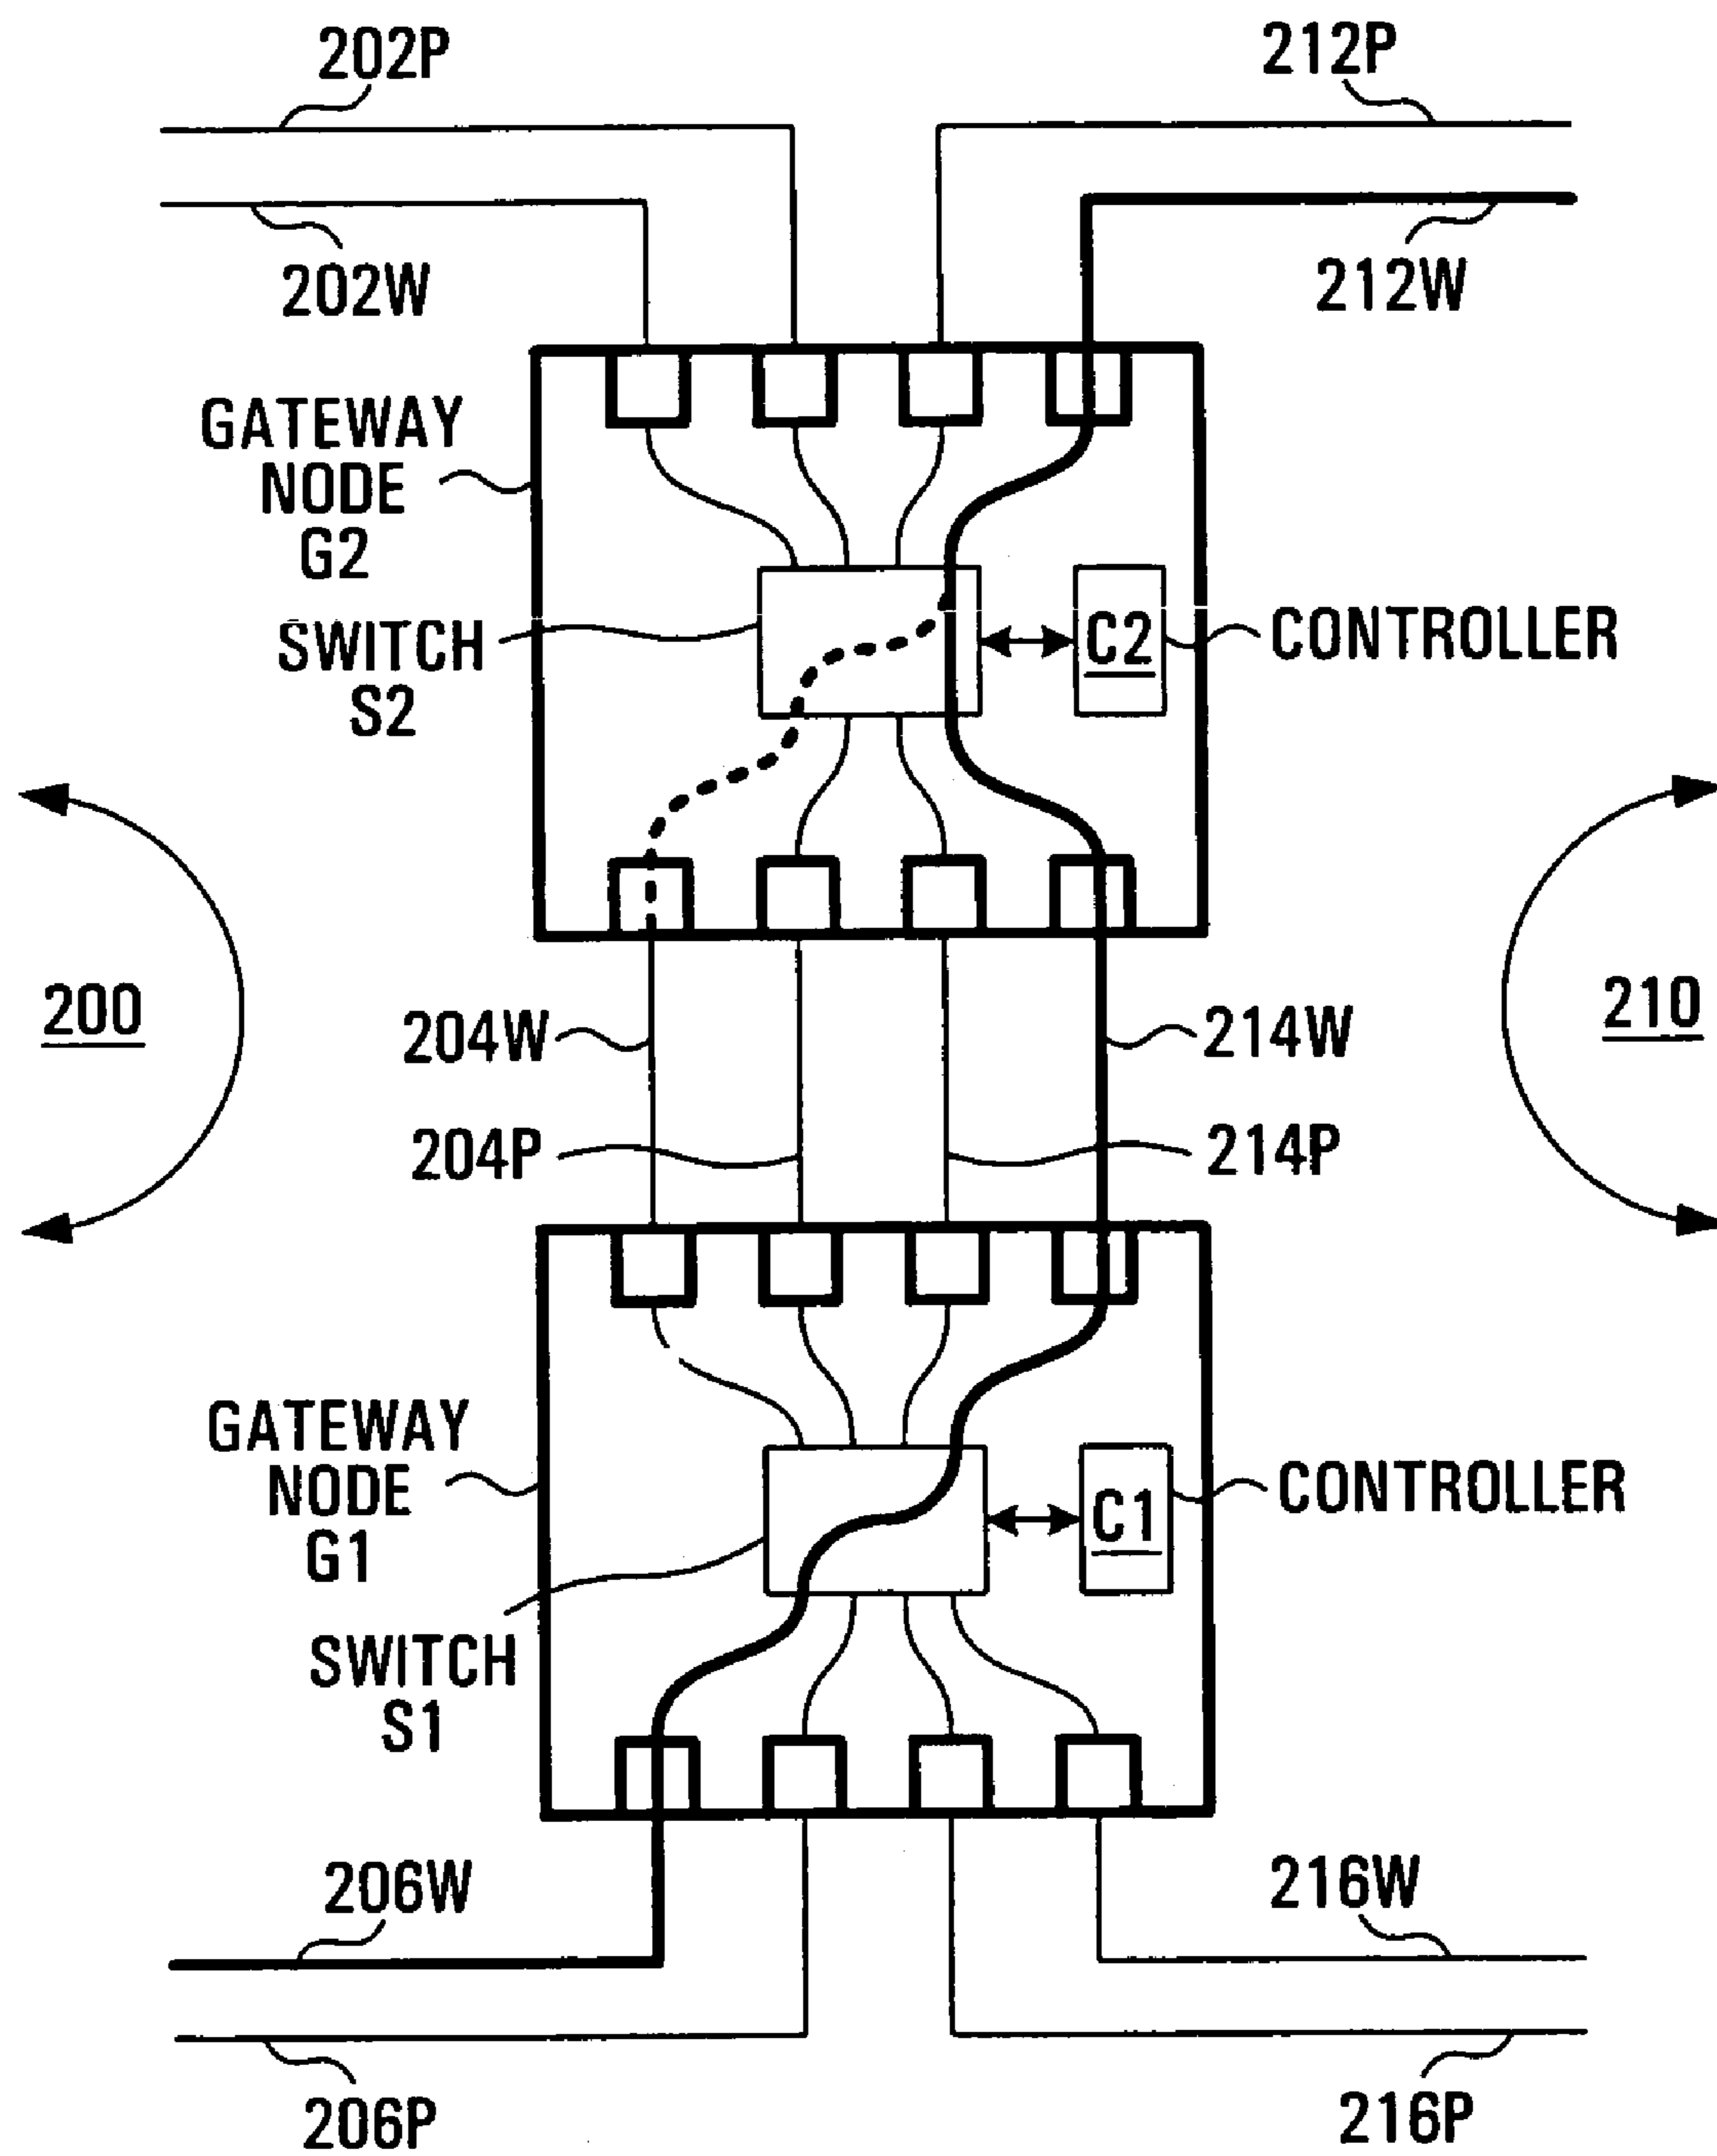 202P
212P
202W
212W
GATEWAY
NODE
G2
SWITCH
S2
C2
CONTROLLER
200
210
204W
214W
204P
214P
GATEWAY
NODE
G1
C1
CONTROLLER
SWITCH
S1
206W
216W
206P
216P